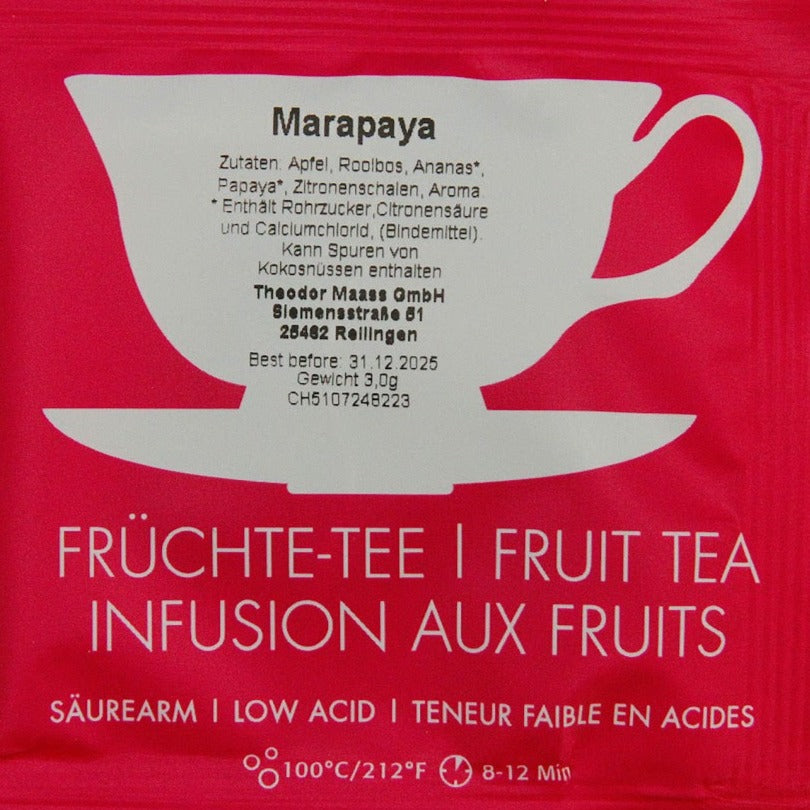 Marapaya
Zutaten: Apfel, Rooibos, Ananas*,
Papaya*, Zitronenschalen, Aroma.
* Enthält Rohrzucker,Citronensäure
und Calciumchlorid, (Bindemittel).
Kann Spuren von
Kokosnüssen enthalten
Theodor Maass GmbH
Siemensstraße 51
25462 Rellingen
Best before: 31.12.2025
Gewicht 3,0g
CH5107248223
FRÜCHTE-TEE | FRUIT TEA
INFUSION AUX FRUITS
SÄUREARM | LOW ACID | TENEUR FAIBLE EN ACIDES
100°C/212°F 8-12 Min